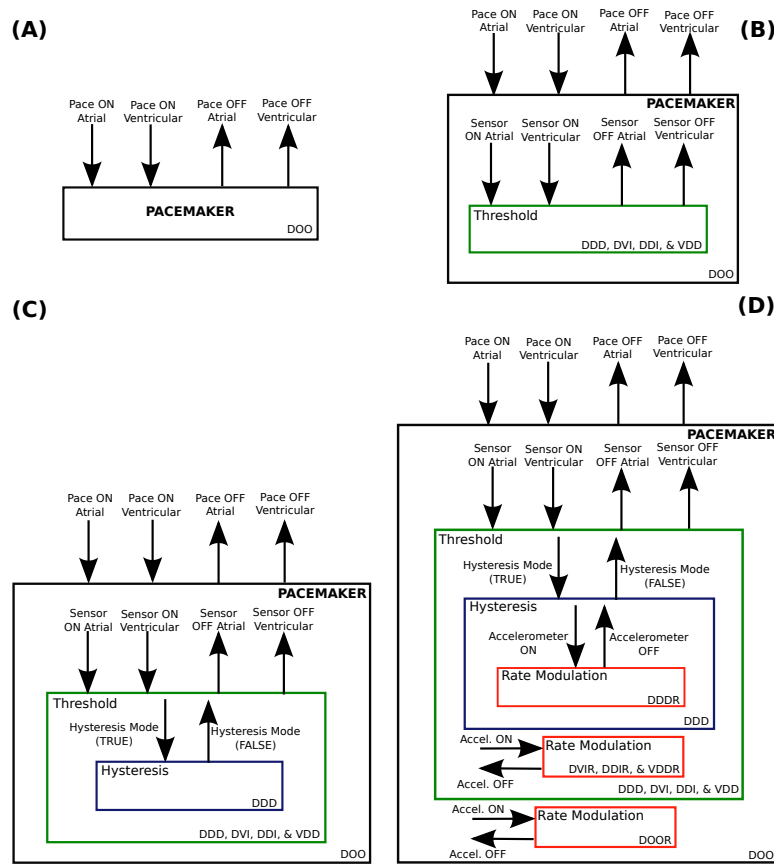 (A)
Pace ON
Atrial
Pace ON
Ventricular
Pace OFF
Atrial
Pace OFF
Ventricular
PACEMAKER
DOO
(B)
Pace ON
Atrial
Pace ON
Ventricular
Pace OFF
Atrial
Pace OFF
Ventricular
PACEMAKER
Sensor
ON Atrial
Sensor ON
Ventricular
Sensor
OFF Atrial
Sensor OFF
Ventricular
Threshold
DDD, DVI, DDI, & VDD
DOO
(C)
Pace ON
Atrial
Pace ON
Ventricular
Pace OFF
Atrial
Pace OFF
Ventricular
PACEMAKER
Sensor
ON Atrial
Sensor ON
Ventricular
Sensor
OFF Atrial
Sensor OFF
Ventricular
Threshold
Hysteresis Mode
(TRUE)
Hysteresis Mode
(FALSE)
Hysteresis
DDD
DDD, DVI, DDI, & VDD
DOO
(D)
Pace ON
Atrial
Pace ON
Ventricular
Pace OFF
Atrial
Pace OFF
Ventricular
PACEMAKER
Sensor
ON Atrial
Sensor ON
Ventricular
Sensor
OFF Atrial
Sensor OFF
Ventricular
Threshold
Hysteresis Mode
(TRUE)
Hysteresis Mode
(FALSE)
Hysteresis
Accelerometer
ON
Accelerometer
OFF
Rate Modulation
DDDR
DDD
Accel. ON
Accel. OFF
Rate Modulation
DVIR, DDIR, & VDDR
DDD, DVI, DDI, & VDD
Accel. ON
Accel. OFF
Rate Modulation
DOOR
DOO